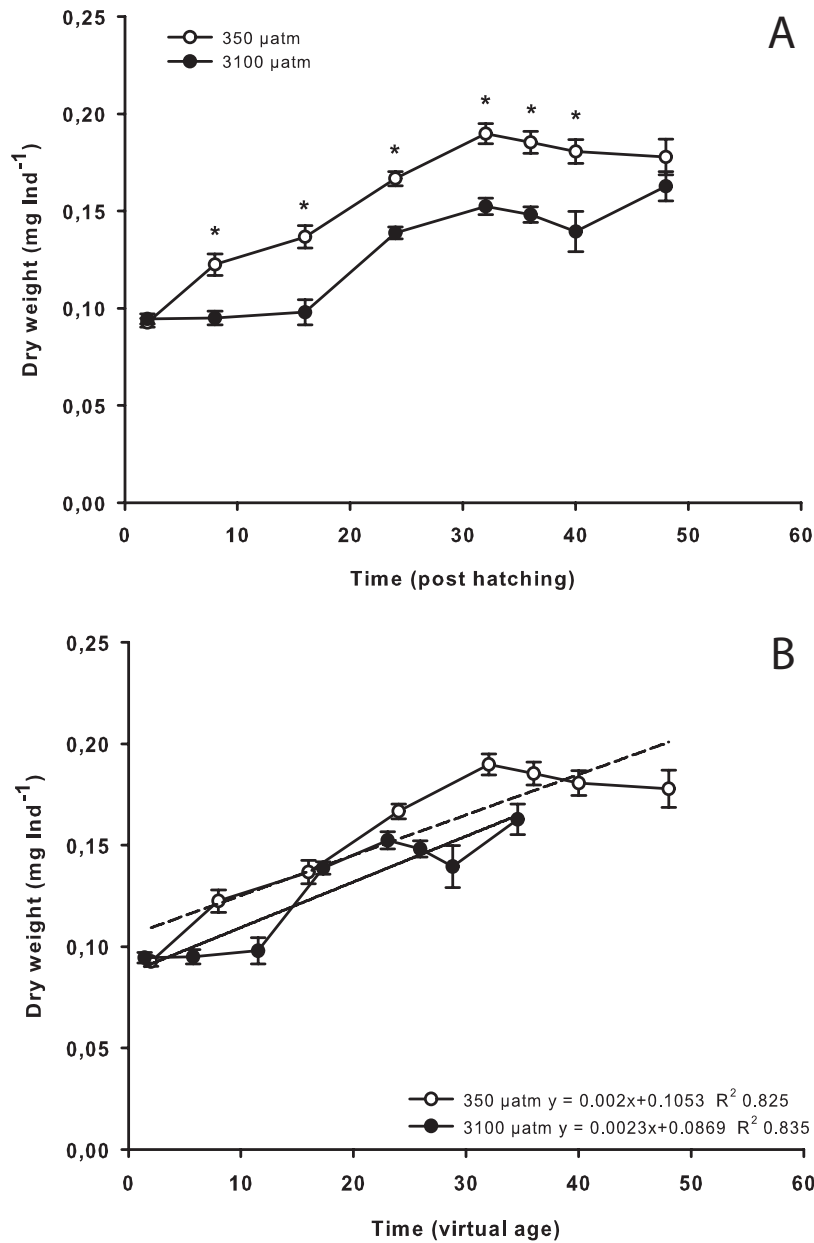 A
350 µatm
3100 µatm
0,25
0,20
0,15
0,10
0,05
0,00
Dry weight (mg Ind⁻¹)
* * * * * *
0 10 20 30 40 50 60
Time (post hatching)
B
0,25
0,20
0,15
0,10
0,05
0,00
Dry weight (mg Ind⁻¹)
350 µatm y = 0.002x+0.1053 R² 0.825
3100 µatm y = 0.0023x+0.0869 R² 0.835
0 10 20 30 40 50 60
Time (virtual age)